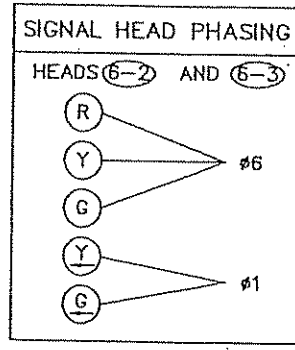 SIGNAL HEAD PHASING
HEADS 6-2 AND 6-3
R
Y
ø6
G
Y
ø1
G